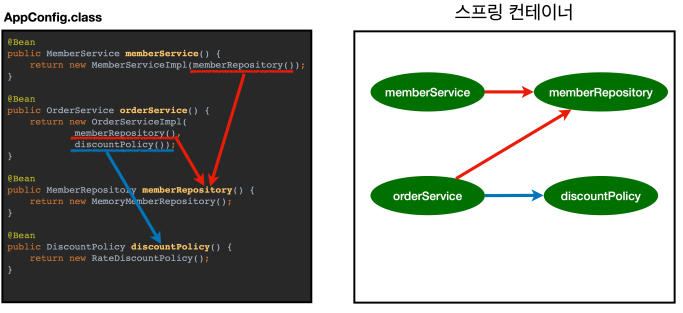 AppConfig.class
@Bean
public MemberService memberService() {
return new MemberServiceImpl(memberRepository());
}
@Bean
public OrderService orderService() {
return new OrderServiceImpl(
memberRepository(),
discountPolicy());
}
@Bean
public MemberRepository memberRepository() {
return new MemoryMemberRepository();
}
@Bean
public DiscountPolicy discountPolicy() {
return new RateDiscountPolicy();
}
스프링 컨테이너
memberService
memberRepository
orderService
discountPolicy